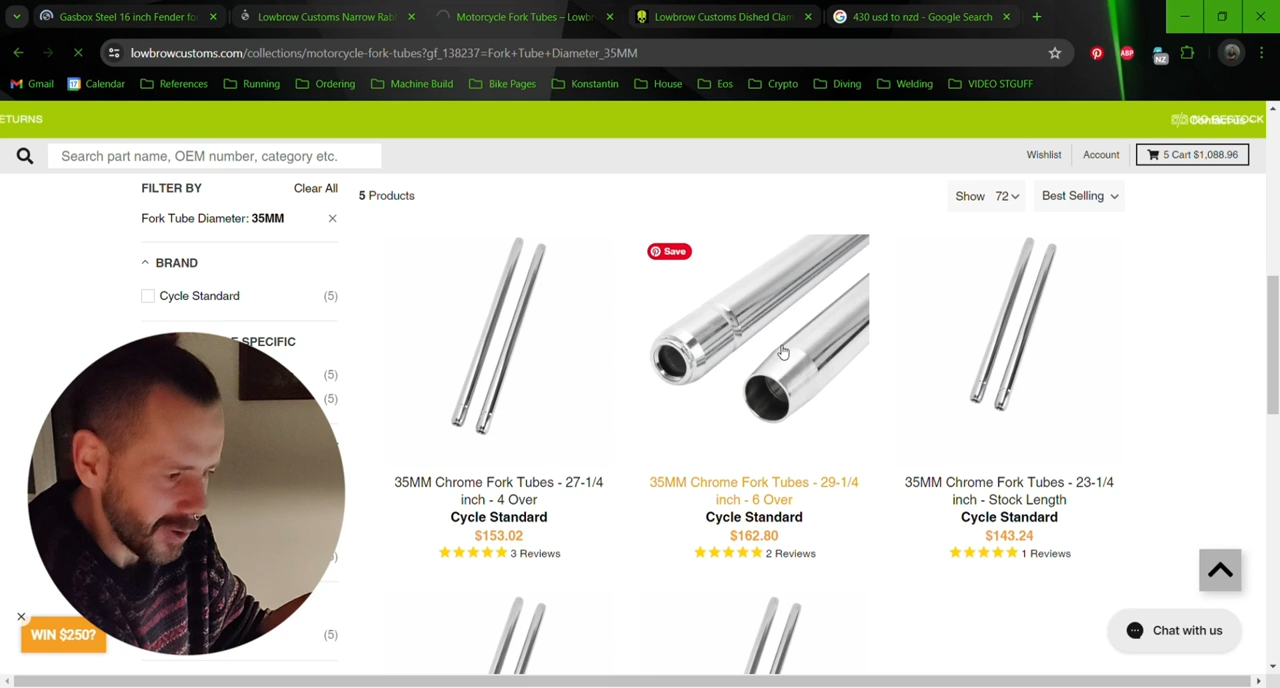 Gasbox Steel 16 inch Fender fo
Lowbrow Customs Narrow Rab
Motorcycle Fork Tubes – Lowbr
Lowbrow Customs Dished Clam
430 usd to nzd - Google Search
lowbrowcustoms.com/collections/motorcycle-fork-tubes?gf_138237=Fork+Tube+Diameter_35MM
ABP
NZ
Gmail
Calendar
References
Running
Ordering
Machine Build
Bike Pages
Konstantin
House
Eos
Crypto
Diving
Welding
VIDEO STGUFF
ETURNS
Search part name, OEM number, category etc.
Wishlist
Account
5 Cart $1,088.96
FILTER BY
Clear All
Fork Tube Diameter: 35MM
5 Products
Show 72
Best Selling
BRAND
Cycle Standard (5)
E SPECIFIC
(5)
(5)
(5)
Save
35MM Chrome Fork Tubes - 27-1/4
inch - 4 Over
Cycle Standard
$153.02
3 Reviews
35MM Chrome Fork Tubes - 29-1/4
inch - 6 Over
Cycle Standard
$162.80
2 Reviews
35MM Chrome Fork Tubes - 23-1/4
inch - Stock Length
Cycle Standard
$143.24
1 Reviews
WIN $250?
Chat with us